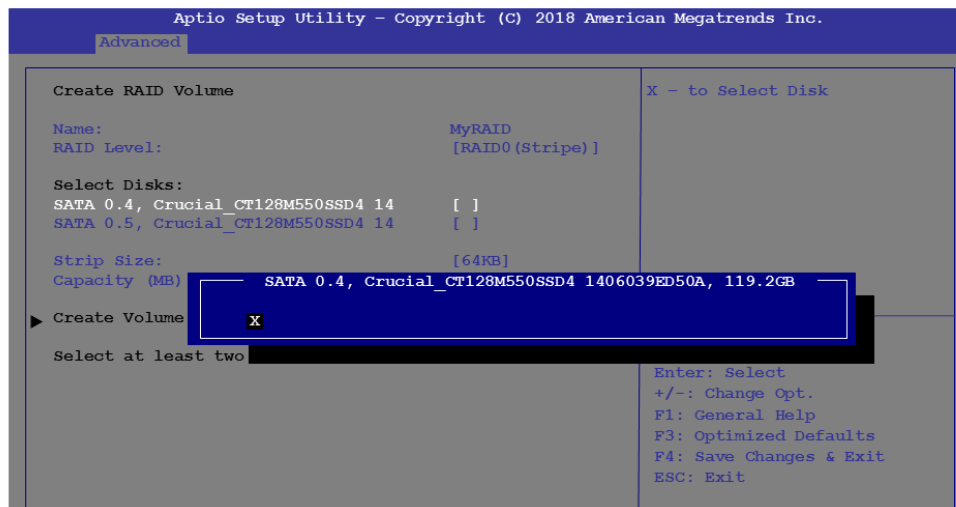 Aptio Setup Utility – Copyright (C) 2018 American Megatrends Inc.
Advanced
Create RAID Volume
X - to Select Disk
Name: MyRAID
RAID Level: [RAID0(Stripe)]
Select Disks:
SATA 0.4, Crucial_CT128M550SSD4 14 [ ]
SATA 0.5, Crucial_CT128M550SSD4 14 [ ]
Strip Size: [64KB]
Capacity (MB)
SATA 0.4, Crucial_CT128M550SSD4 1406039ED50A, 119.2GB
X
Create Volume
Select at least two
Enter: Select
+/-: Change Opt.
F1: General Help
F3: Optimized Defaults
F4: Save Changes & Exit
ESC: Exit